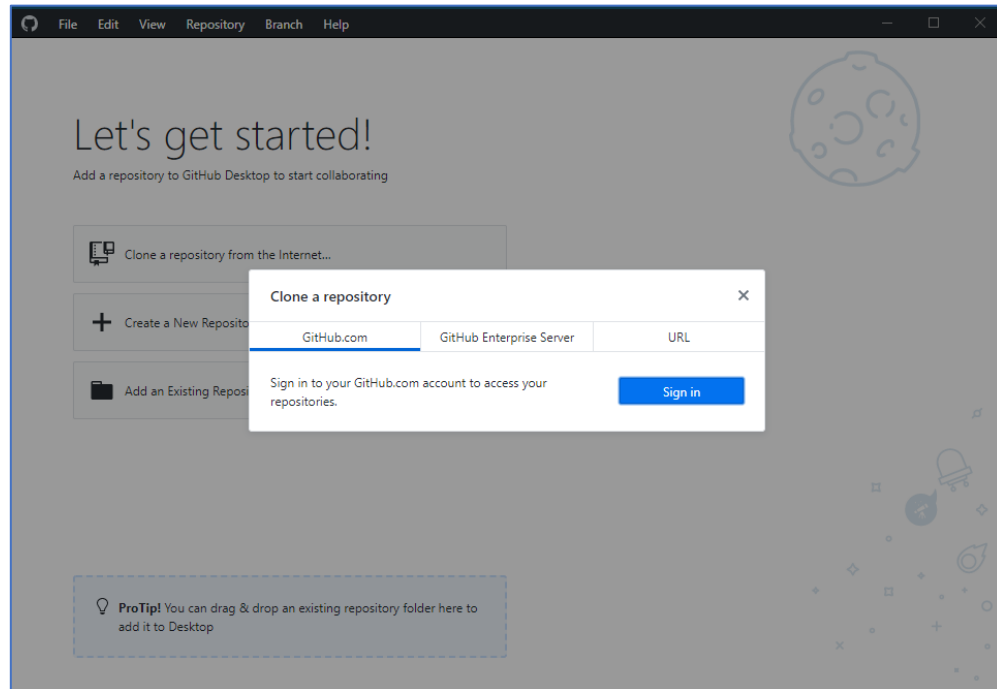 File Edit View Repository Branch Help
Let's get started!
Add a repository to GitHub Desktop to start collaborating
Clone a repository from the Internet...
Create a New Reposito
Add an Existing Reposi
Clone a repository
GitHub.com GitHub Enterprise Server URL
Sign in to your GitHub.com account to access your
repositories.
Sign in
ProTip! You can drag & drop an existing repository folder here to
add it to Desktop